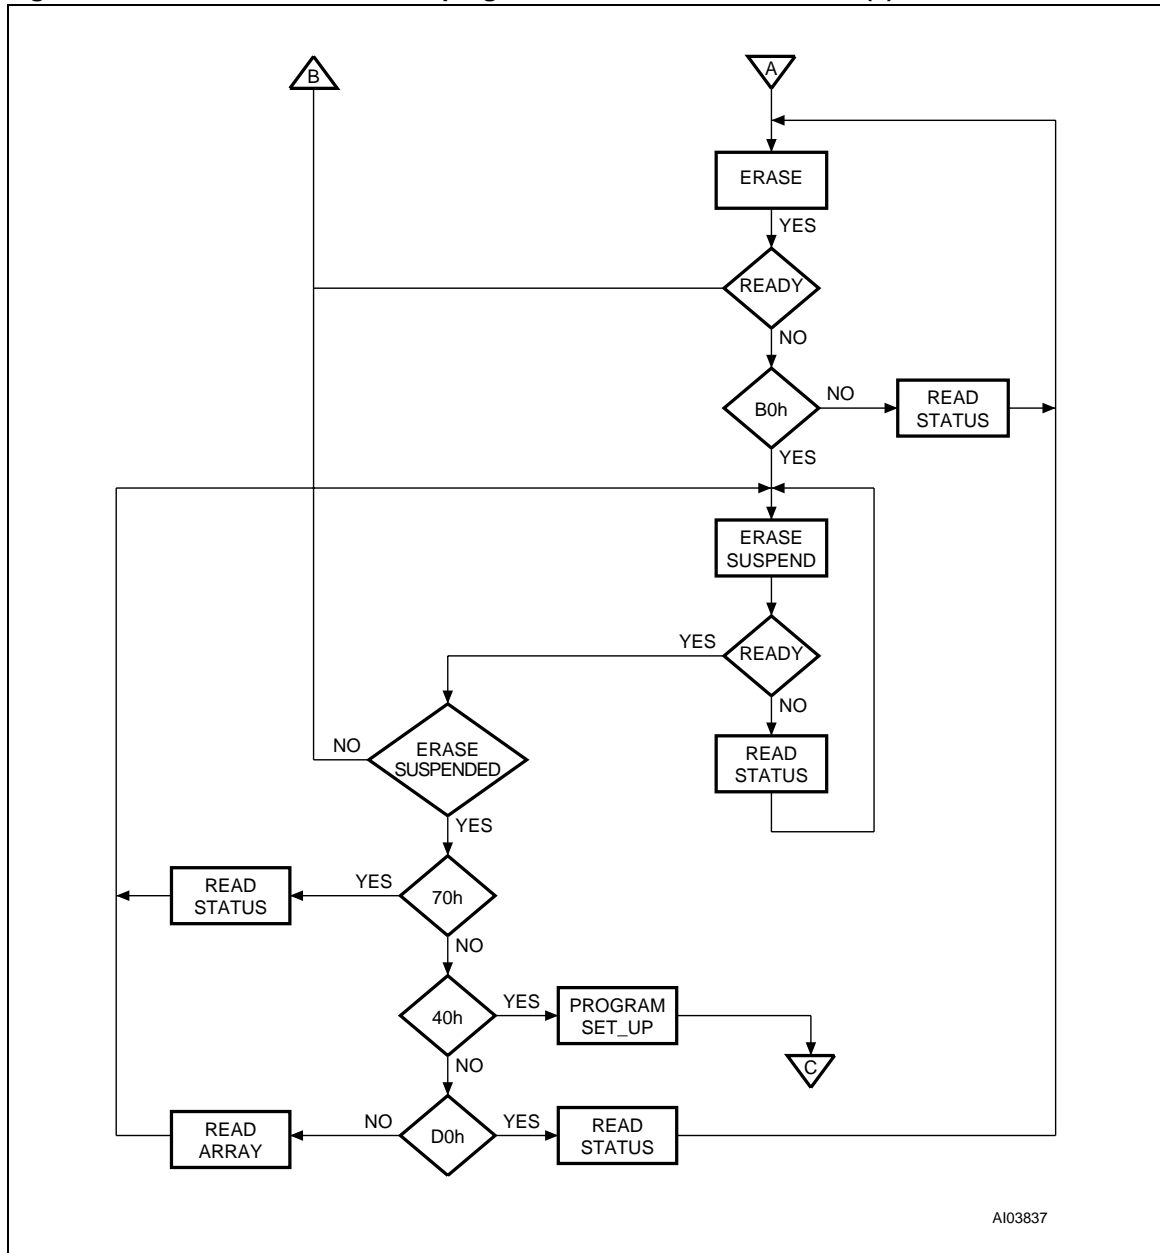 B
A
ERASE
YES
READY
NO
B0h
NO
READ
STATUS
YES
ERASE
SUSPEND
YES
READY
NO
NO
ERASE
SUSPENDED
READ
STATUS
YES
READ
STATUS
YES
70h
NO
40h
YES
PROGRAM
SET_UP
NO
C
READ
ARRAY
NO
D0h
YES
READ
STATUS
AI03837